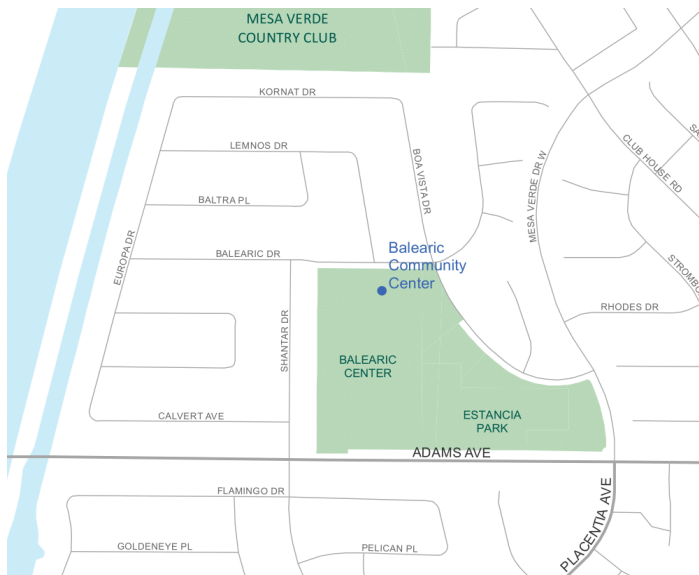 MESA VERDE
COUNTRY CLUB
KORNAT DR
LEMNOS DR
BOA VISTA DR
CLUB HOUSE RD
SA
BALTRA PL
MESA VERDE DR W
EUROPA DR
BALEARIC DR
Balearic
Community
Center
STROMBO
SHANTAR DR
RHODES DR
BALEARIC
CENTER
CALVERT AVE
ESTANCIA
PARK
ADAMS AVE
FLAMINGO DR
PLACENTIA AVE
GOLDENEYE PL
PELICAN PL